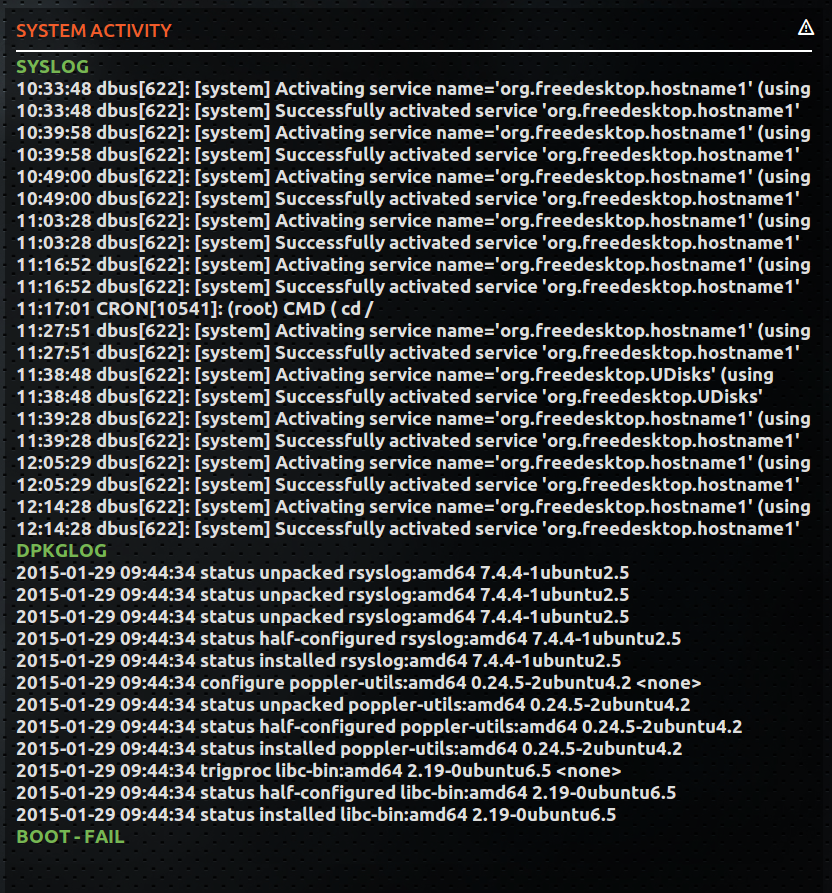 SYSTEM ACTIVITY
SYSLOG
10:33:48 dbus[622]: [system] Activating service name='org.freedesktop.hostname1' (using
10:33:48 dbus[622]: [system] Successfully activated service 'org.freedesktop.hostname1'
10:39:58 dbus[622]: [system] Activating service name='org.freedesktop.hostname1' (using
10:39:58 dbus[622]: [system] Successfully activated service 'org.freedesktop.hostname1'
10:49:00 dbus[622]: [system] Activating service name='org.freedesktop.hostname1' (using
10:49:00 dbus[622]: [system] Successfully activated service 'org.freedesktop.hostname1'
11:03:28 dbus[622]: [system] Activating service name='org.freedesktop.hostname1' (using
11:03:28 dbus[622]: [system] Successfully activated service 'org.freedesktop.hostname1'
11:16:52 dbus[622]: [system] Activating service name='org.freedesktop.hostname1' (using
11:16:52 dbus[622]: [system] Successfully activated service 'org.freedesktop.hostname1'
11:17:01 CRON[10541]: (root) CMD ( cd /
11:27:51 dbus[622]: [system] Activating service name='org.freedesktop.hostname1' (using
11:27:51 dbus[622]: [system] Successfully activated service 'org.freedesktop.hostname1'
11:38:48 dbus[622]: [system] Activating service name='org.freedesktop.UDisks' (using
11:38:48 dbus[622]: [system] Successfully activated service 'org.freedesktop.UDisks'
11:39:28 dbus[622]: [system] Activating service name='org.freedesktop.hostname1' (using
11:39:28 dbus[622]: [system] Successfully activated service 'org.freedesktop.hostname1'
12:05:29 dbus[622]: [system] Activating service name='org.freedesktop.hostname1' (using
12:05:29 dbus[622]: [system] Successfully activated service 'org.freedesktop.hostname1'
12:14:28 dbus[622]: [system] Activating service name='org.freedesktop.hostname1' (using
12:14:28 dbus[622]: [system] Successfully activated service 'org.freedesktop.hostname1'
DPKGLOG
2015-01-29 09:44:34 status unpacked rsyslog:amd64 7.4.4-1ubuntu2.5
2015-01-29 09:44:34 status unpacked rsyslog:amd64 7.4.4-1ubuntu2.5
2015-01-29 09:44:34 status unpacked rsyslog:amd64 7.4.4-1ubuntu2.5
2015-01-29 09:44:34 status half-configured rsyslog:amd64 7.4.4-1ubuntu2.5
2015-01-29 09:44:34 status installed rsyslog:amd64 7.4.4-1ubuntu2.5
2015-01-29 09:44:34 configure poppler-utils:amd64 0.24.5-2ubuntu4.2 <none>
2015-01-29 09:44:34 status unpacked poppler-utils:amd64 0.24.5-2ubuntu4.2
2015-01-29 09:44:34 status half-configured poppler-utils:amd64 0.24.5-2ubuntu4.2
2015-01-29 09:44:34 status installed poppler-utils:amd64 0.24.5-2ubuntu4.2
2015-01-29 09:44:34 trigproc libc-bin:amd64 2.19-0ubuntu6.5 <none>
2015-01-29 09:44:34 status half-configured libc-bin:amd64 2.19-0ubuntu6.5
2015-01-29 09:44:34 status installed libc-bin:amd64 2.19-0ubuntu6.5
BOOT - FAIL